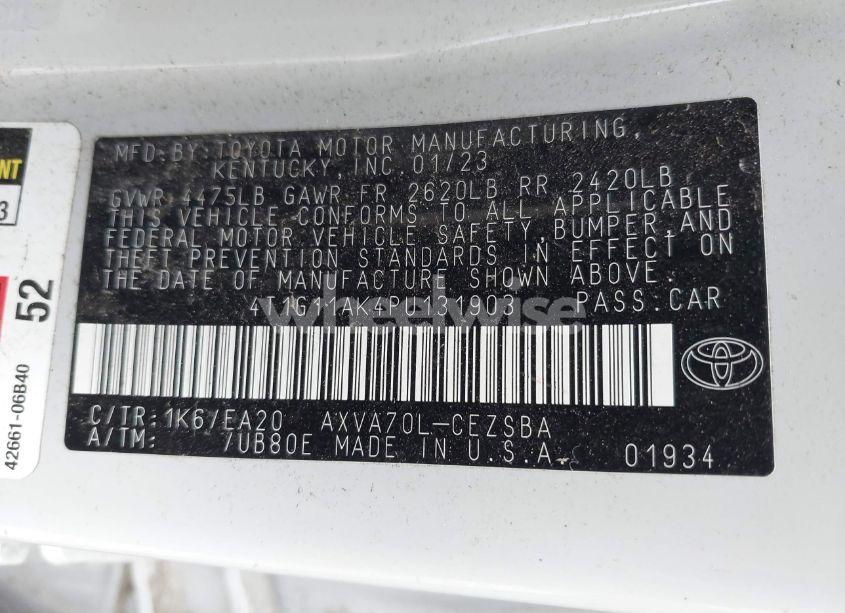 MFD.BY:TOYOTA MOTOR MANUFACTURING,
KENTUCKY,INC.01/23
GVWR 4475LB GAWR FR 2620LB RR 2420LB
THIS VEHICLE CONFORMS TO ALL APPLICABLE
FEDERAL MOTOR VEHICLE SAFETY,BUMPER,AND
THEFT PREVENTION STANDARDS IN EFFECT ON
THE DATE OF MANUFACTURE SHOWN ABOVE.
PASS.CAR
wheelwise
C/TR:1K6/EA20 AXVA70L-CEZSBA
A/TM: /UB80E MADE IN U.S.A. 01934
52
42661-06B40